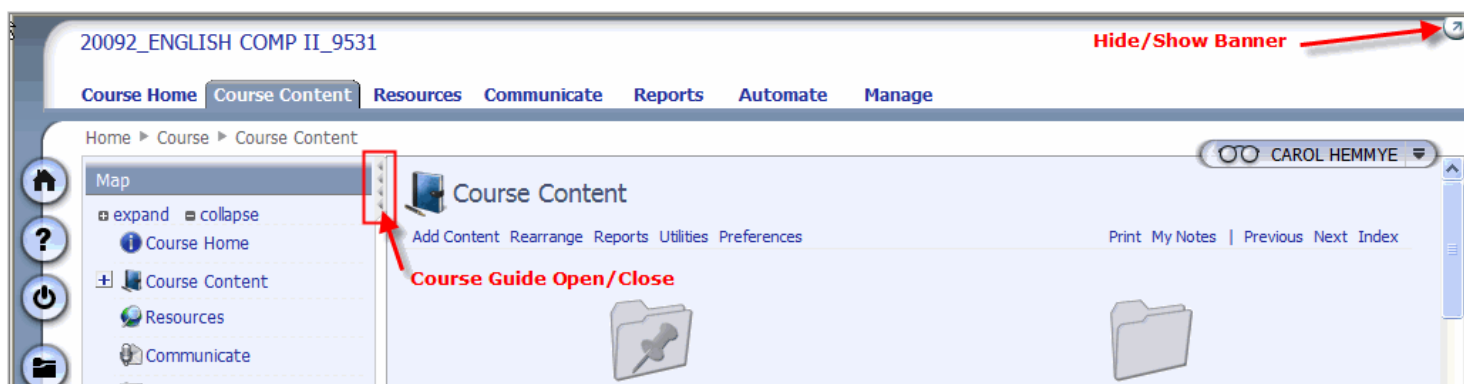 20092_ENGLISH COMP II_9531
Hide/Show Banner
Course Home Course Content Resources Communicate Reports Automate Manage
Home Course Course Content
CAROL HEMMYE
Map
Course Content
expand collapse
Add Content Rearrange Reports Utilities Preferences
Print My Notes | Previous Next Index
Course Home
Course Guide Open/Close
Course Content
Resources
Communicate